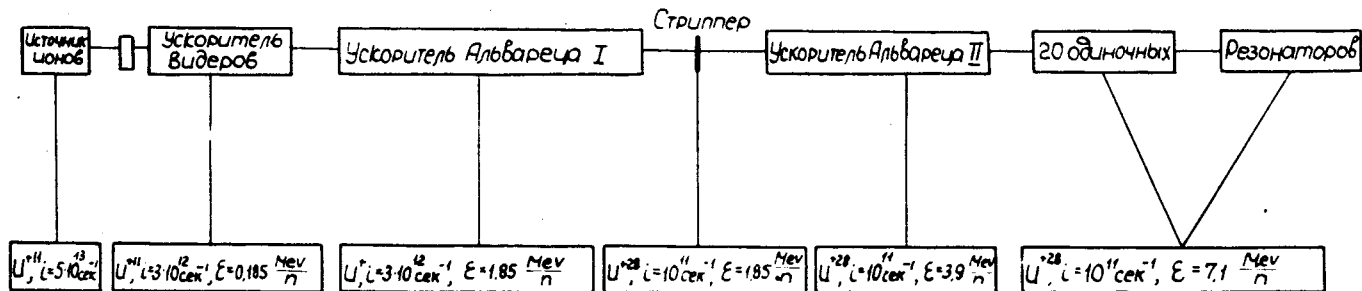 Стриппер
Источник
ионов
Ускоритель
Видеров
Ускоритель Альвареца I
Ускоритель Альвареца II
20 одиночных
Резонаторов
U⁺¹¹, i=5·10¹³сек⁻¹
U⁺¹¹, i=3·10¹²сек⁻¹, ε=0,185 Mev/n
U⁺, i=3·10¹²сек⁻¹, ε=1.85 Mev/n
U⁺²⁸ i=10¹¹сек⁻¹, ε=1.85 Mev/n
U⁺²⁸, i=10¹¹сек⁻¹ ε=3,9 Mev/n
U⁺²⁸ i=10¹¹сек⁻¹, ε=7,1 Mev/n